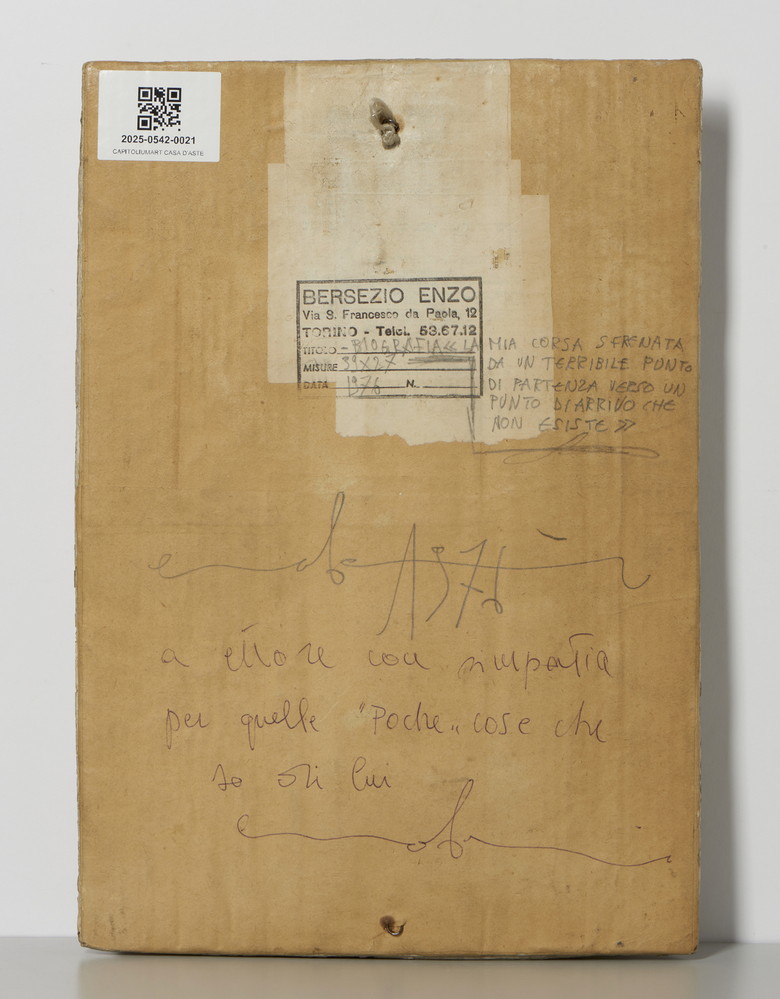 2025-0542-0021
CAPITOLIUMART CASA D'ASTE
BERSEZIO ENZO
Via S. Francesco da Paola, 12
TORINO - Telef. 53.67.12
TITOLO - BIOGRAFIA « LA MIA CORSA SFRENATA
DA UN TERRIBILE PUNTO
DI PARTENZA VERSO UN
PUNTO DI ARRIVO CHE
NON ESISTE »
MISURE 39X27
DATA 1976 N.
1976
a ettore con simpatia
per quelle "Poche" cose che
so di lui